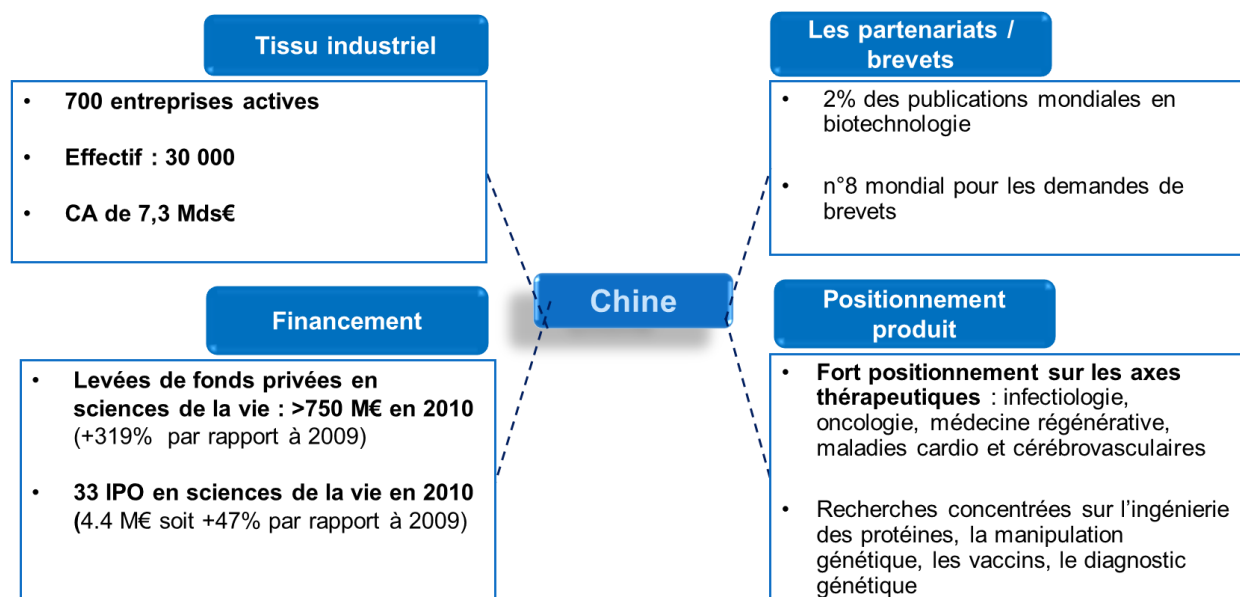 Tissu industriel
• 700 entreprises actives
• Effectif : 30 000
• CA de 7,3 Mds€
Les partenariats /
brevets
• 2% des publications mondiales en
biotechnologie
• n°8 mondial pour les demandes de
brevets
Chine
Financement
• Levées de fonds privées en
sciences de la vie : >750 M€ en 2010
(+319% par rapport à 2009)
• 33 IPO en sciences de la vie en 2010
(4.4 M€ soit +47% par rapport à 2009)
Positionnement
produit
• Fort positionnement sur les axes
thérapeutiques : infectiologie,
oncologie, médecine régénérative,
maladies cardio et cérébrovasculaires
• Recherches concentrées sur l’ingénierie
des protéines, la manipulation
génétique, les vaccins, le diagnostic
génétique